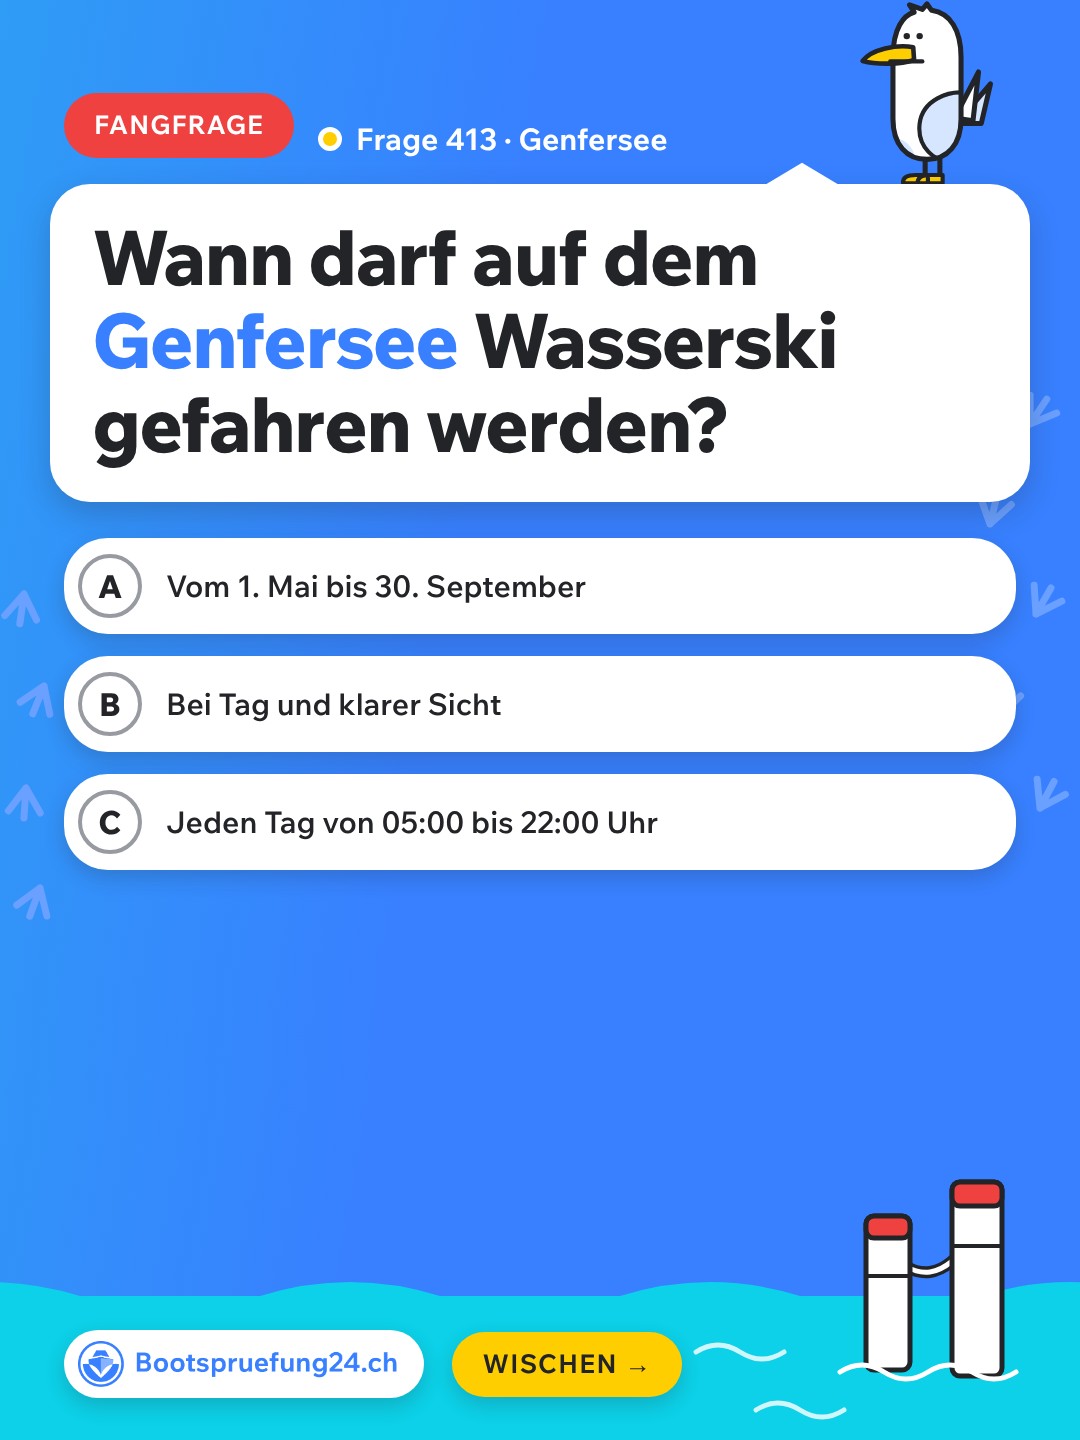 FANGFRAGE
Frage 413 · Genfersee
Wann darf auf dem
Genfersee Wasserski
gefahren werden?
A Vom 1. Mai bis 30. September
B Bei Tag und klarer Sicht
C Jeden Tag von 05:00 bis 22:00 Uhr
Bootspruefung24.ch
WISCHEN →